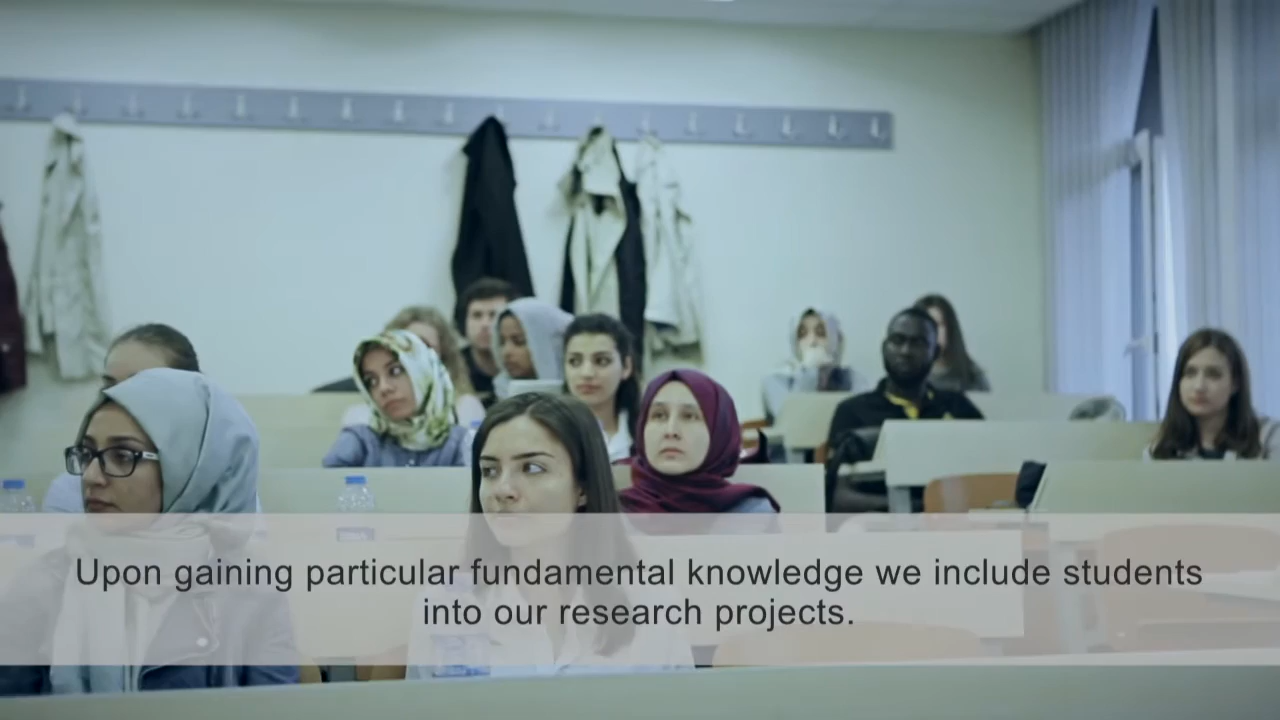 Upon gaining particular fundamental knowledge we include students
into our research projects.